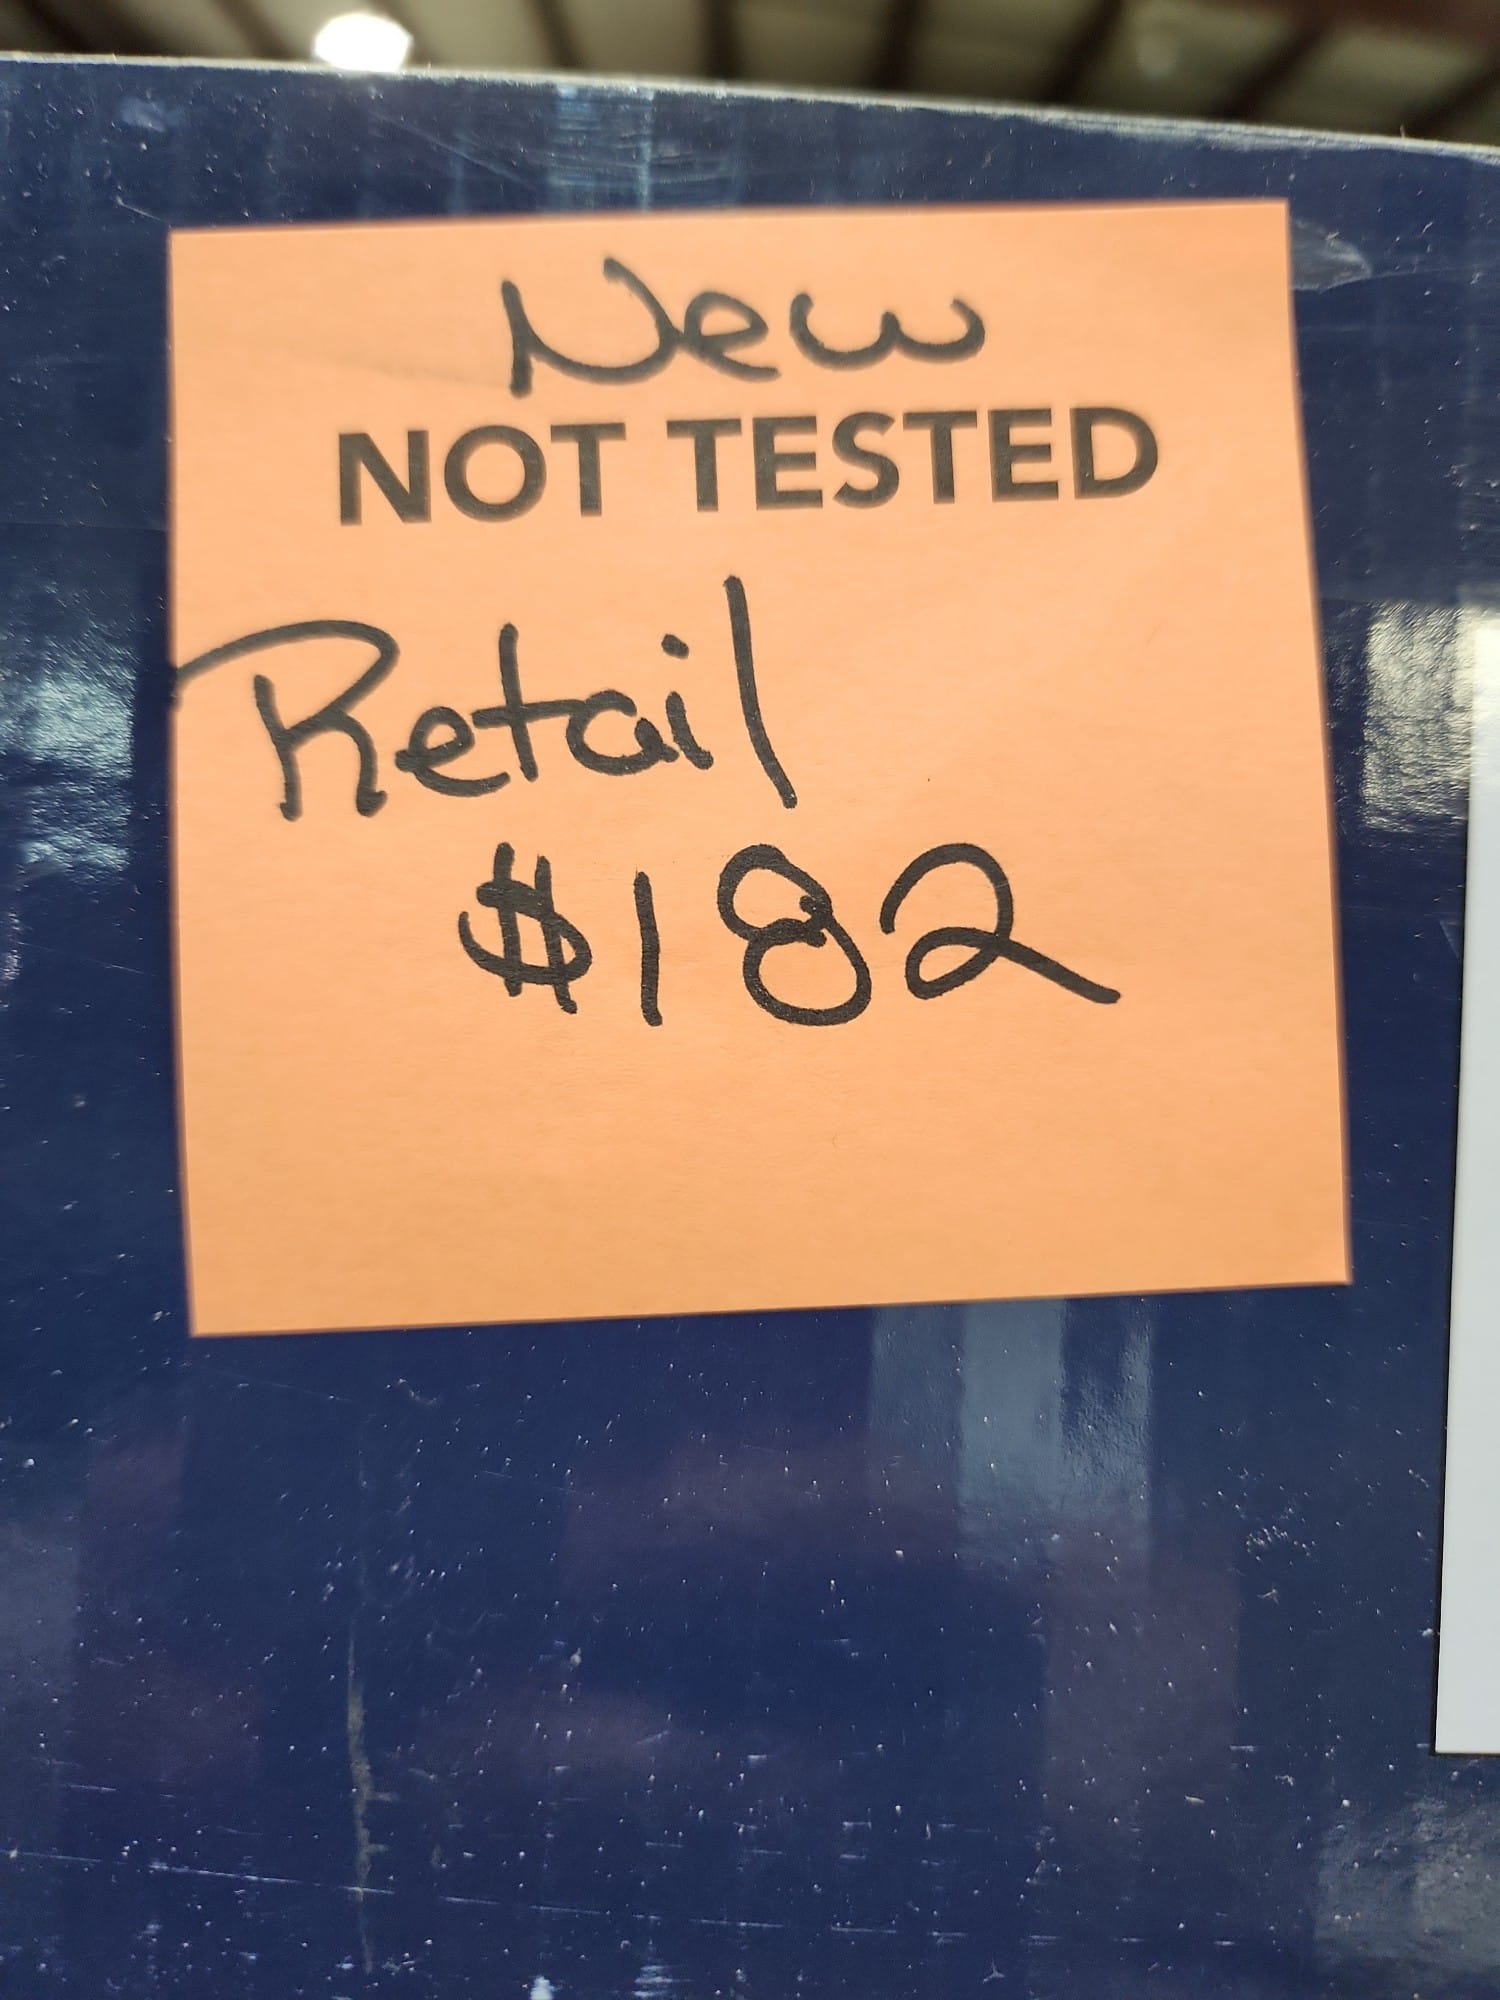 New
NOT TESTED
Retail
$182